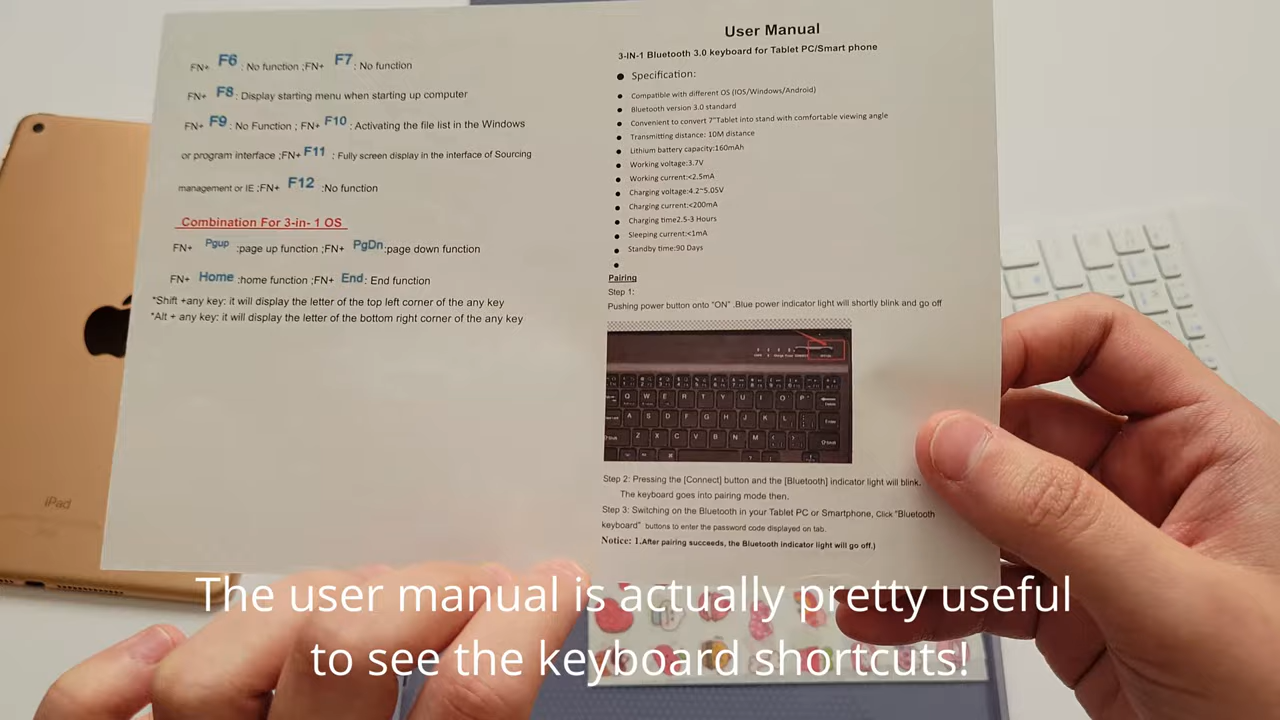 FN+ F6 : No function ;FN+ F7 : No function
FN+ F8 : Display starting menu when starting up computer
FN+ F9 : No Function ; FN+ F10 : Activating the file list in the Windows
or program interface ;FN+ F11 : Fully screen display in the interface of Sourcing
management or IE ;FN+ F12 :No function
Combination For 3-in- 1 OS
FN+ Pgup :page up function ;FN+ PgDn :page down function
FN+ Home :home function ;FN+ End : End function
*Shift +any key: it will display the letter of the top left corner of the any key
*Alt + any key: it will display the letter of the bottom right corner of the any key
User Manual
3-IN-1 Bluetooth 3.0 keyboard for Tablet PC/Smart phone
● Specification:
● Compatible with different OS (IOS/Windows/Android)
● Bluetooth version 3.0 standard
● Convenient to convert 7"Tablet into stand with comfortable viewing angle
● Transmitting distance: 10M distance
● Lithium battery capacity:160mAh
● Working voltage:3.7V
● Working current:<2.5mA
● Charging voltage:4.2~5.05V
● Charging current:<200mA
● Charging time2.5-3 Hours
● Sleeping current:<1mA
● Standby time:90 Days
●
Pairing
Step 1:
Pushing power button onto "ON" .Blue power indicator light will shortly blink and go off
Q W E R T Y U I O P
A S D F G H J K L
Z X C V B N M
Step 2: Pressing the [Connect] button and the [Bluetooth] indicator light will blink.
The keyboard goes into pairing mode then.
Step 3: Switching on the Bluetooth in your Tablet PC or Smartphone, Click "Bluetooth
keyboard" buttons to enter the password code displayed on tab.
Notice: 1.After pairing succeeds, the Bluetooth indicator light will go off.)
iPad
The user manual is actually pretty useful
to see the keyboard shortcuts!